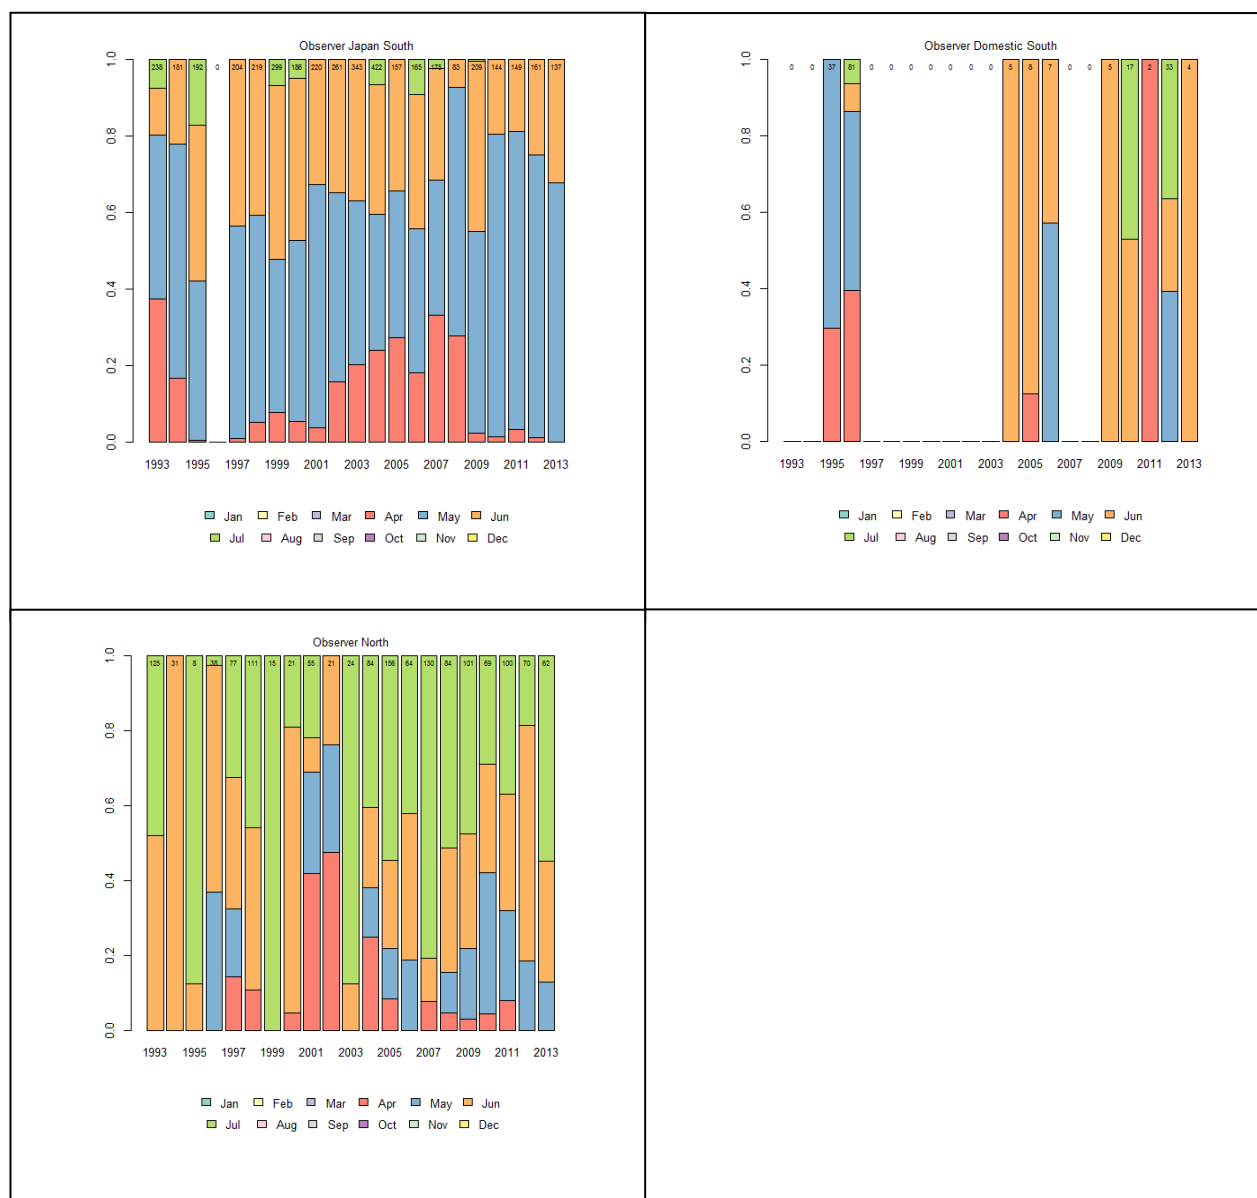 Observer Japan South
1.0 0.8 0.6 0.4 0.2 0.0
238 181 192 0 204 219 299 186 220 261 343 422 157 165 175 83 209 144 149 161 137
1993 1995 1997 1999 2001 2003 2005 2007 2009 2011 2013
Jan Feb Mar Apr May Jun
Jul Aug Sep Oct Nov Dec
Observer Domestic South
1.0 0.8 0.6 0.4 0.2 0.0
0 0 37 81 0 0 0 0 0 0 0 5 8 7 0 0 5 17 2 33 4
1993 1995 1997 1999 2001 2003 2005 2007 2009 2011 2013
Jan Feb Mar Apr May Jun
Jul Aug Sep Oct Nov Dec
Observer North
1.0 0.8 0.6 0.4 0.2 0.0
125 31 8 38 77 111 15 21 55 21 24 84 156 64 130 84 101 69 100 70 62
1993 1995 1997 1999 2001 2003 2005 2007 2009 2011 2013
Jan Feb Mar Apr May Jun
Jul Aug Sep Oct Nov Dec